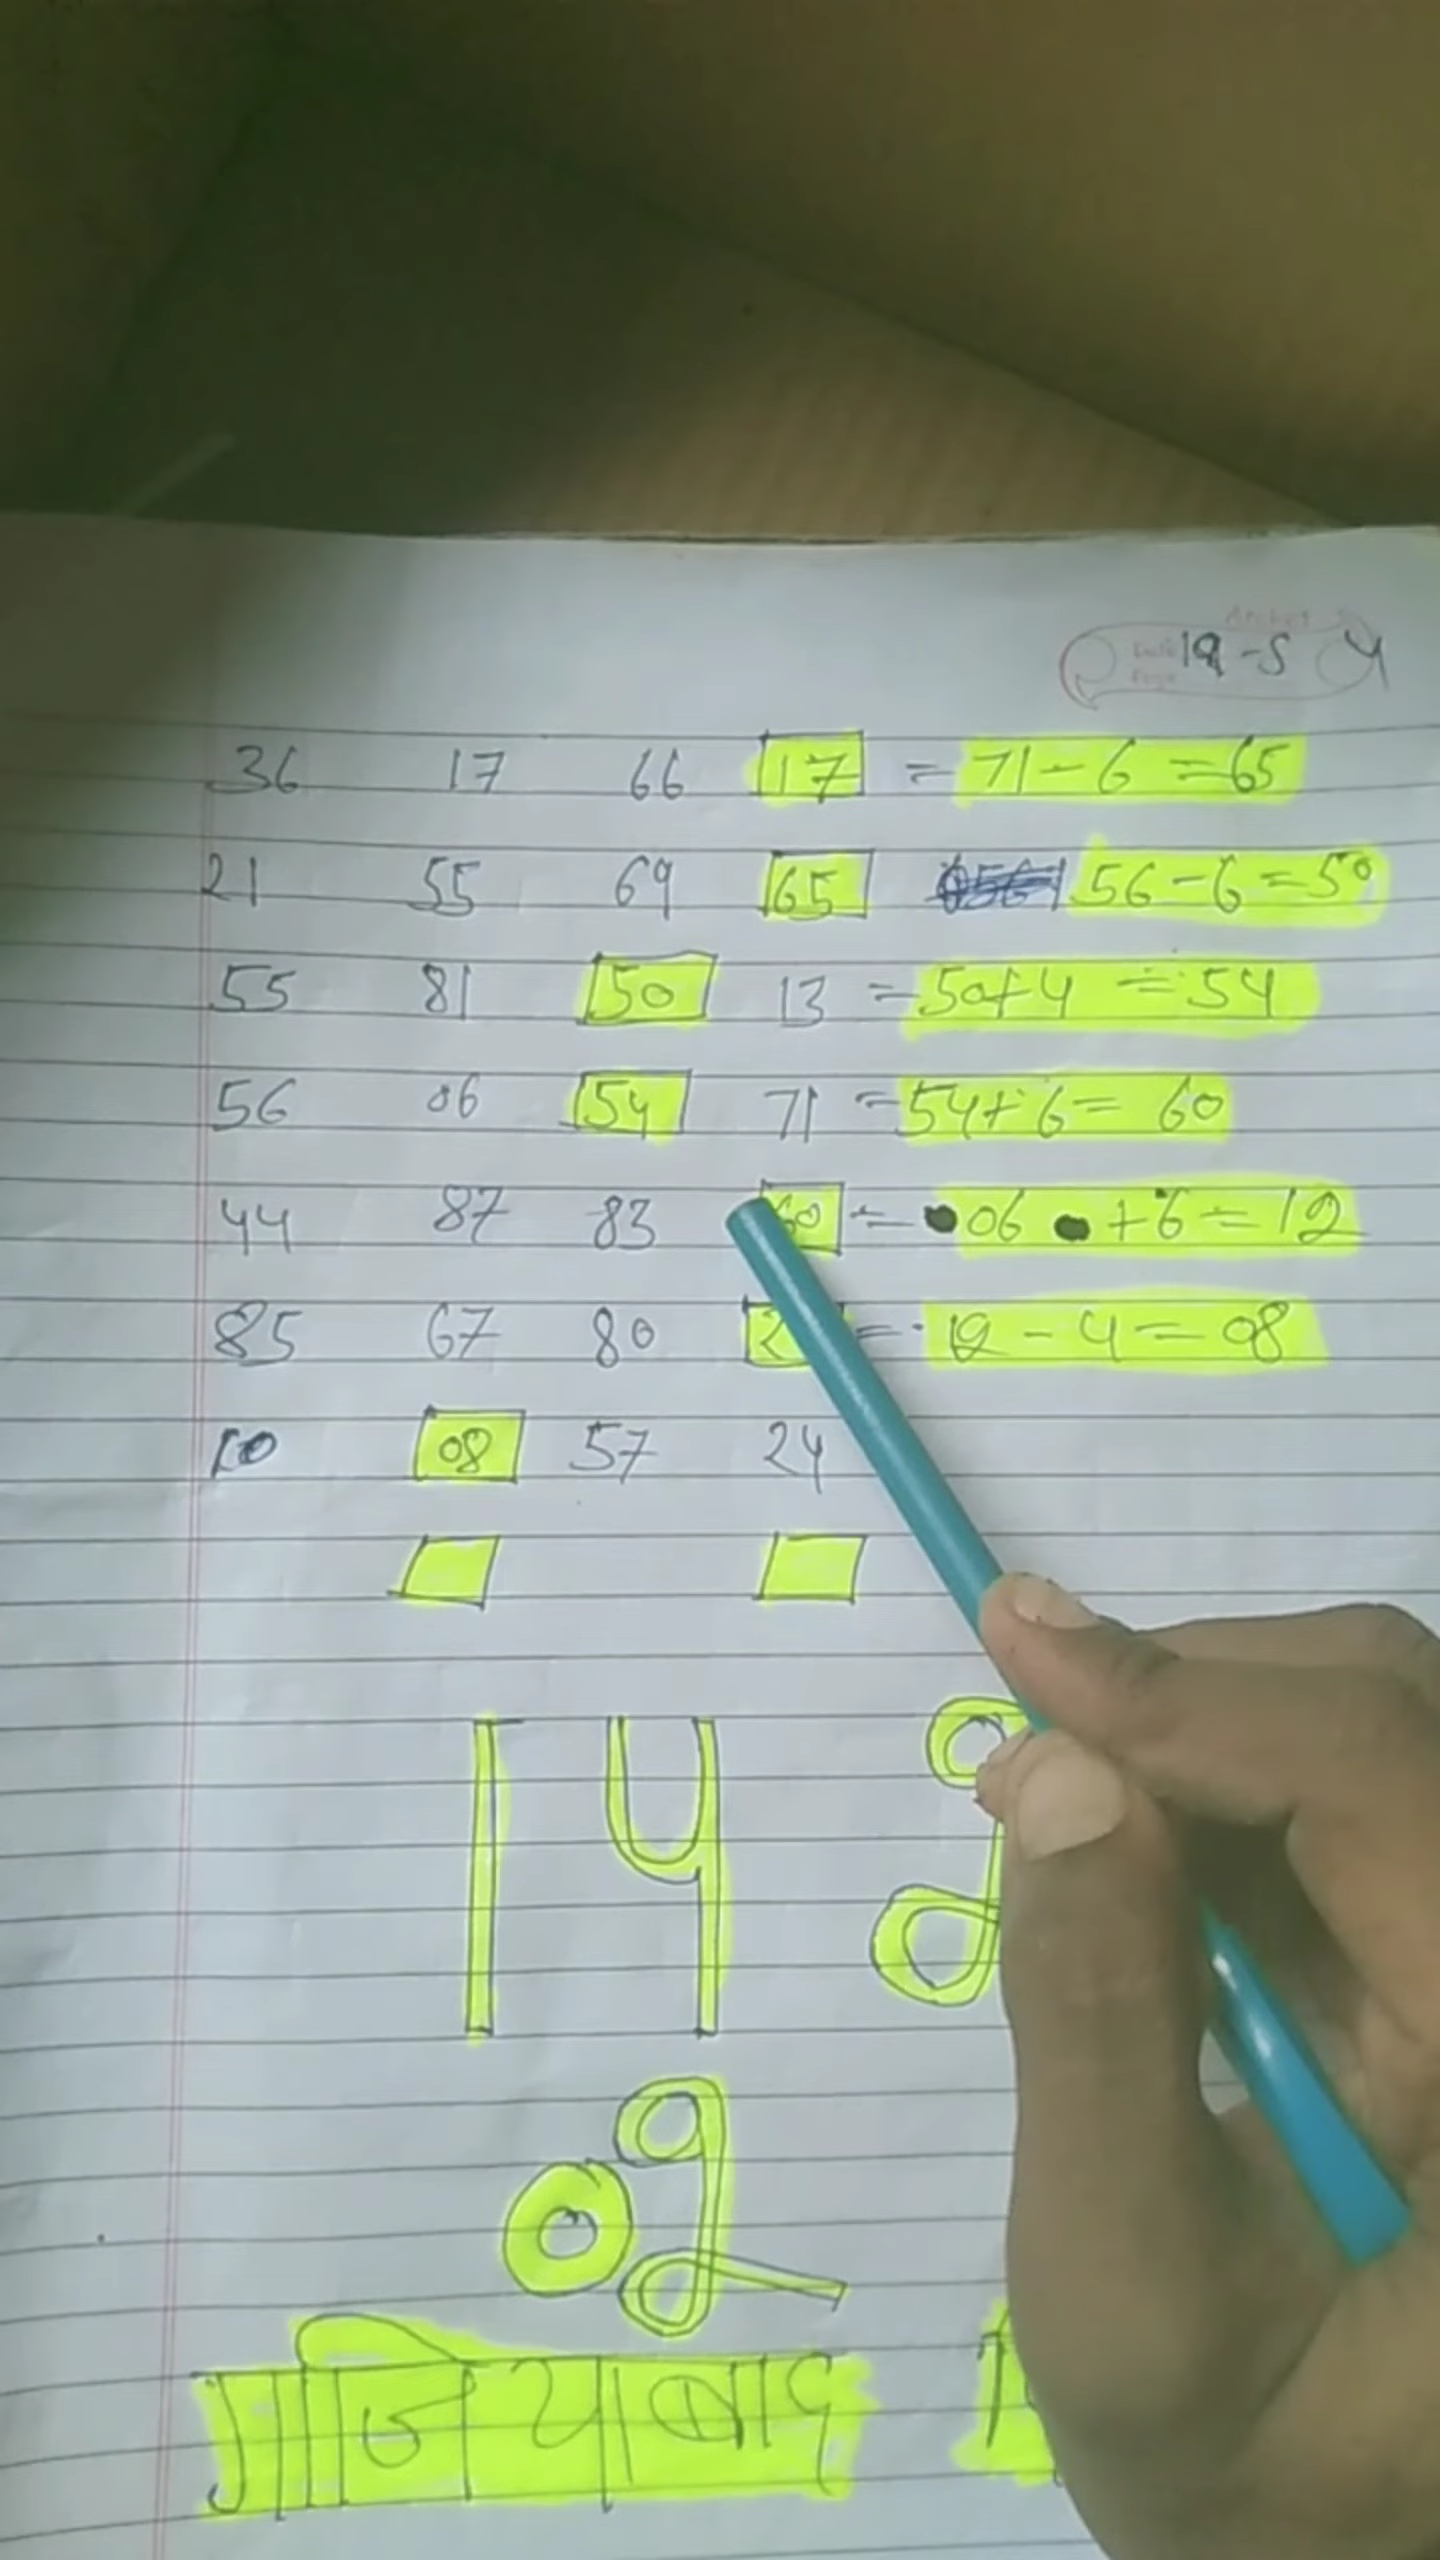 19-5
36 17 66 17 = 71-6 =65
21 55 69 65 56-6=50
55 81 50 13 =50+4 =54
56 06 54 71 =54+6= 60
44 87 83 60 = 06 +6=12
85 67 80 = 12-4=08
10 08 57 24
14
09
गाजियाबाद